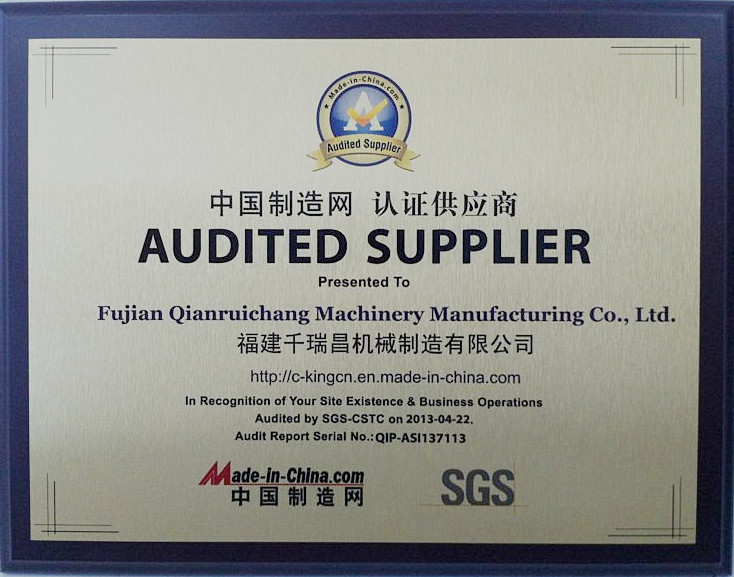 Made-in-China.com
Audited Supplier
中国制造网 认证供应商
AUDITED SUPPLIER
Presented To
Fujian Qianruichang Machinery Manufacturing Co., Ltd.
福建千瑞昌机械制造有限公司
http://c-kingcn.en.made-in-china.com
In Recognition of Your Site Existence & Business Operations
Audited by SGS-CSTC on 2013-04-22.
Audit Report Serial No.:QIP-ASI137113
Made-in-China.com
中国制造网
SGS